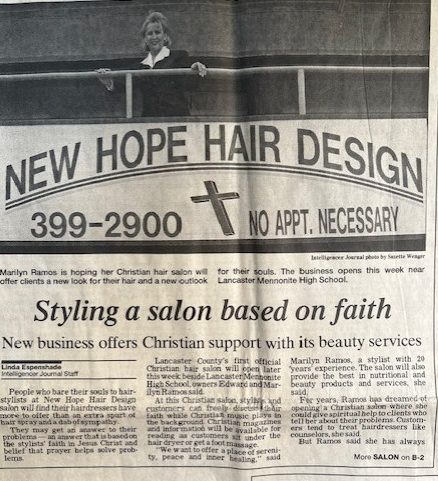 NEW HOPE HAIR DESIGN
399-2900
NO APPT. NECESSARY
Intelligencer Journal photo by Suzette Wenger
Marilyn Ramos is hoping her Christian hair salon will
offer clients a new look for their hair and a new outlook
for their souls. The business opens this week near
Lancaster Mennonite High School.
Styling a salon based on faith
New business offers Christian support with its beauty services
Linda Espenshade
Intelligencer Journal Staff
People who bare their souls to hair-
stylists at New Hope Hair Design
salon will find their hairdressers have
more to offer than an extra spurt of
hair spray and a dab of sympathy.
They may get an answer to their
problems — an answer that is based on
the stylists' faith in Jesus Christ and
belief that prayer helps solve prob-
lems.
Lancaster County's first official
Christian hair salon will open later
this week beside Lancaster Mennonite
High School, owners Edward and Mar-
ilyn Ramos said.
At this Christian salon, stylists and
customers can freely discuss their
faith while Christian music plays in
the background. Christian magazines
and information will be available for
reading as customers sit under the
hair dryer or get a foot massage.
"We want to offer a place of sereni-
ty, peace and inner healing," said
Marilyn Ramos, a stylist with 20
years' experience. The salon will also
provide the best in nutritional and
beauty products and services, she
said.
For years, Ramos has dreamed of
opening a Christian salon where she
could give spiritual help to clients who
tell her about their problems. Custom-
ers tend to treat hairdressers like
counselors, she said.
But Ramos said she has always
More SALON on B-2